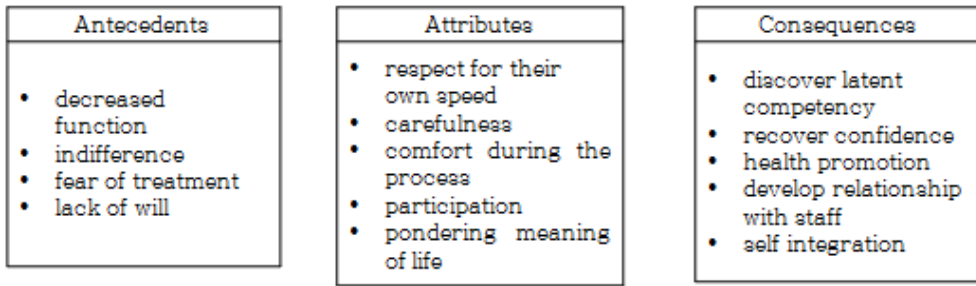 Antecedents
• decreased
function
• indifference
• fear of treatment
• lack of will
Attributes
• respect for their
own speed
• carefulness
• comfort during the
process
• participation
• pondering meaning
of life
Consequences
• discover latent
competency
• recover confidence
• health promotion
• develop relationship
with staff
• self integration